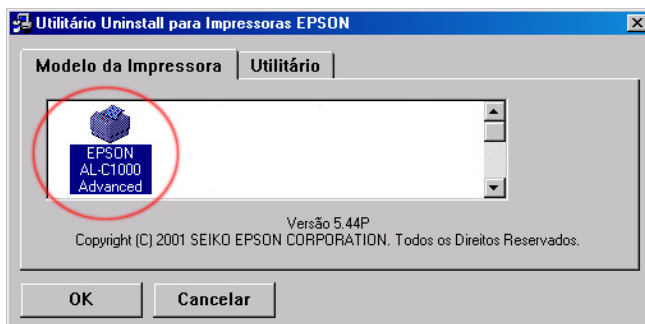 Utilitário Uninstall para Impressoras EPSON
Modelo da Impressora
Utilitário
EPSON
AL-C1000
Advanced
Versão 5.44P
Copyright (C) 2001 SEIKO EPSON CORPORATION. Todos os Direitos Reservados.
OK
Cancelar